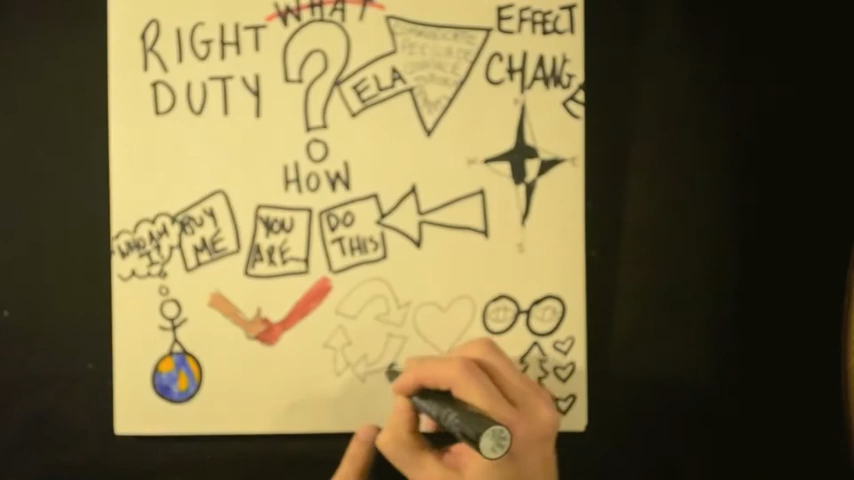 WHAT
RIGHT
DUTY
?
HOW
ELA
EFFECT
CHANGE
WHO AM
I?
BUY
ME
YOU
ARE
DO
THIS